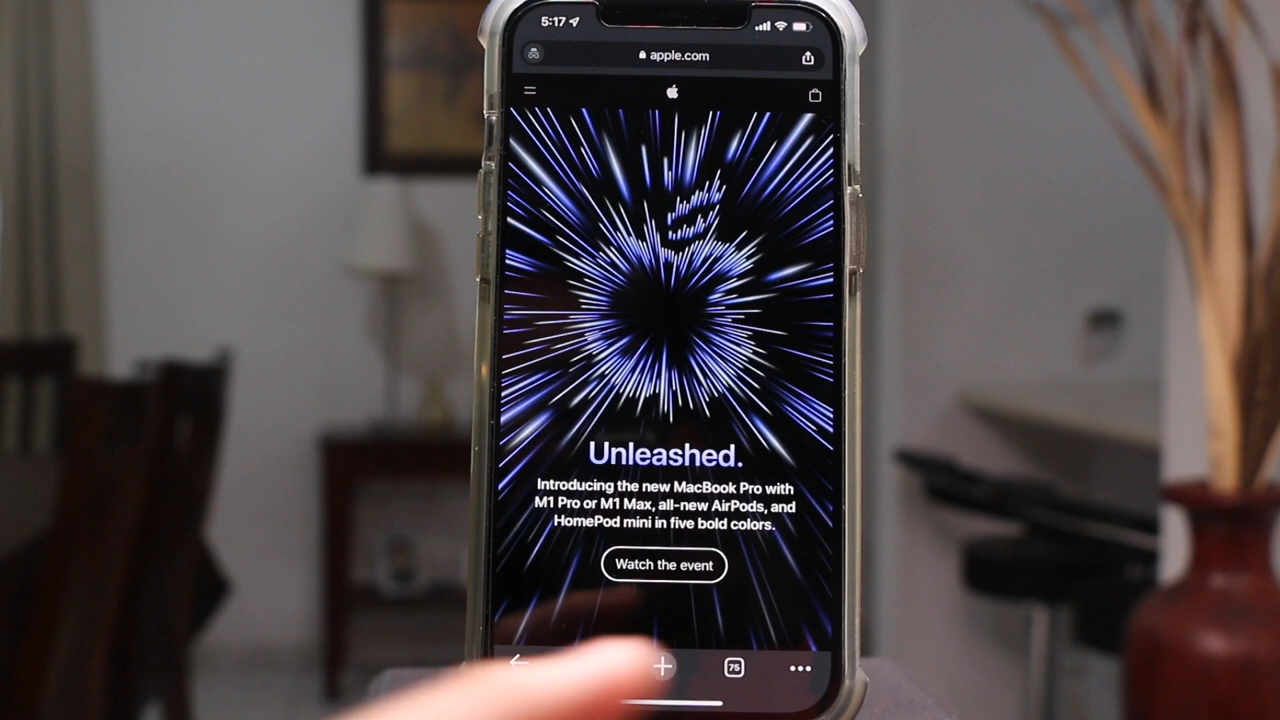 5:17
apple.com
Unleashed.
Introducing the new MacBook Pro with
M1 Pro or M1 Max, all-new AirPods, and
HomePod mini in five bold colors.
Watch the event
75